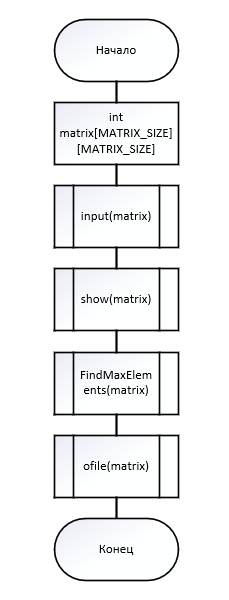 Начало
int
matrix[MATRIX_SIZE]
[MATRIX_SIZE]
input(matrix)
show(matrix)
FindMaxElem
ents(matrix)
ofile(matrix)
Конец